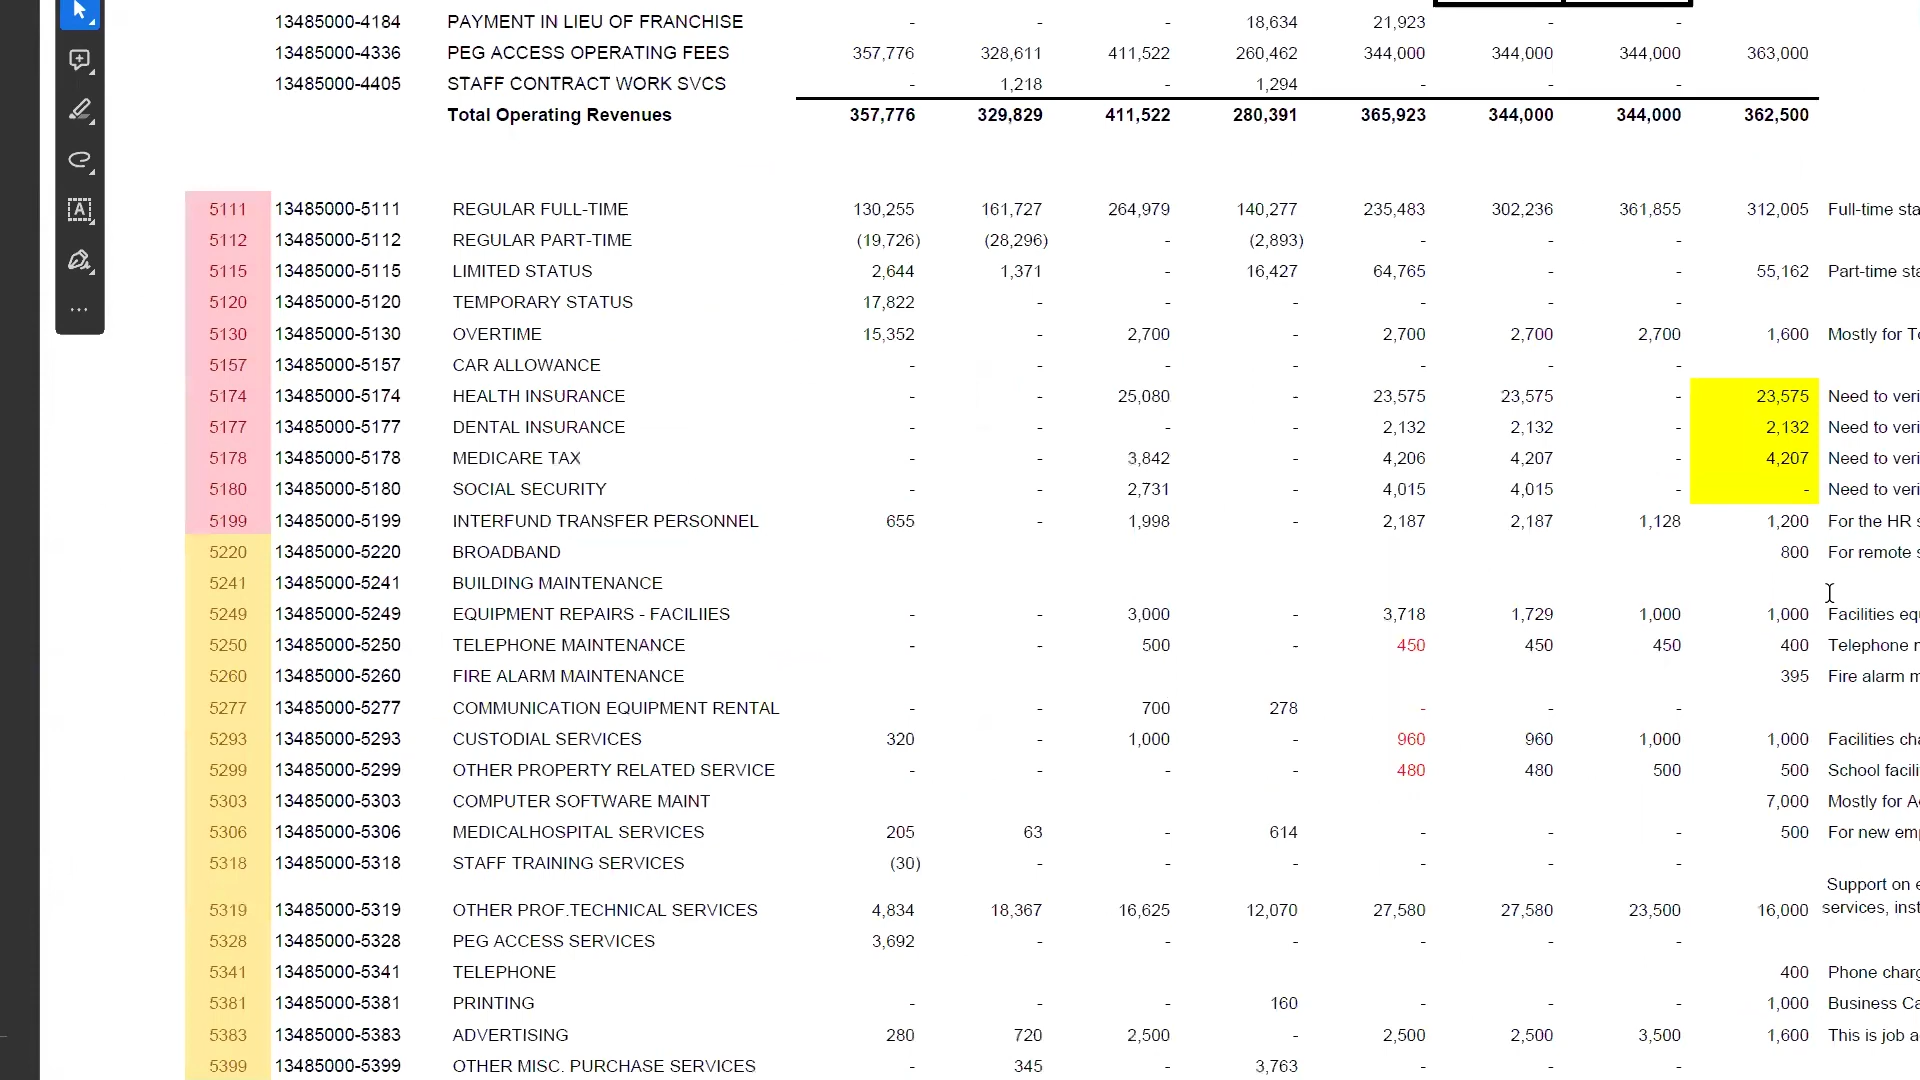 13485000-4184 PAYMENT IN LIEU OF FRANCHISE - - - 18,634 21,923 - -
13485000-4336 PEG ACCESS OPERATING FEES 357,776 328,611 411,522 260,462 344,000 344,000 344,000 363,000
13485000-4405 STAFF CONTRACT WORK SVCS - 1,218 - 1,294 - - -
Total Operating Revenues 357,776 329,829 411,522 280,391 365,923 344,000 344,000 362,500
5111 13485000-5111 REGULAR FULL-TIME 130,255 161,727 264,979 140,277 235,483 302,236 361,855 312,005 Full-time sta
5112 13485000-5112 REGULAR PART-TIME (19,726) (28,296) - (2,893) - - -
5115 13485000-5115 LIMITED STATUS 2,644 1,371 - 16,427 64,765 - - 55,162 Part-time sta
5120 13485000-5120 TEMPORARY STATUS 17,822 - - - - - -
5130 13485000-5130 OVERTIME 15,352 - 2,700 - 2,700 2,700 2,700 1,600 Mostly for Te
5157 13485000-5157 CAR ALLOWANCE - - - - - - -
5174 13485000-5174 HEALTH INSURANCE - - 25,080 - 23,575 23,575 - 23,575 Need to veri
5177 13485000-5177 DENTAL INSURANCE - - - - 2,132 2,132 - 2,132 Need to veri
5178 13485000-5178 MEDICARE TAX - - 3,842 - 4,206 4,207 - 4,207 Need to veri
5180 13485000-5180 SOCIAL SECURITY - - 2,731 - 4,015 4,015 - - Need to veri
5199 13485000-5199 INTERFUND TRANSFER PERSONNEL 655 - 1,998 - 2,187 2,187 1,128 1,200 For the HR s
5220 13485000-5220 BROADBAND 800 For remote s
5241 13485000-5241 BUILDING MAINTENANCE
5249 13485000-5249 EQUIPMENT REPAIRS - FACILIIES - - 3,000 - 3,718 1,729 1,000 1,000 Facilities equ
5250 13485000-5250 TELEPHONE MAINTENANCE - - 500 - 450 450 450 400 Telephone r
5260 13485000-5260 FIRE ALARM MAINTENANCE 395 Fire alarm m
5277 13485000-5277 COMMUNICATION EQUIPMENT RENTAL - - 700 278 - - -
5293 13485000-5293 CUSTODIAL SERVICES 320 - 1,000 - 960 960 1,000 1,000 Facilities cha
5299 13485000-5299 OTHER PROPERTY RELATED SERVICE - - - - 480 480 500 500 School facili
5303 13485000-5303 COMPUTER SOFTWARE MAINT 7,000 Mostly for A
5306 13485000-5306 MEDICALHOSPITAL SERVICES 205 63 - 614 - - - 500 For new emp
5318 13485000-5318 STAFF TRAINING SERVICES (30) - - - - - -
Support on e
5319 13485000-5319 OTHER PROF.TECHNICAL SERVICES 4,834 18,367 16,625 12,070 27,580 27,580 23,500 16,000 services, inst
5328 13485000-5328 PEG ACCESS SERVICES 3,692 - - - - - -
5341 13485000-5341 TELEPHONE 400 Phone charg
5381 13485000-5381 PRINTING - - - 160 - - - 1,000 Business Ca
5383 13485000-5383 ADVERTISING 280 720 2,500 - 2,500 2,500 3,500 1,600 This is job a
5399 13485000-5399 OTHER MISC. PURCHASE SERVICES - 345 - 3,763 - - -